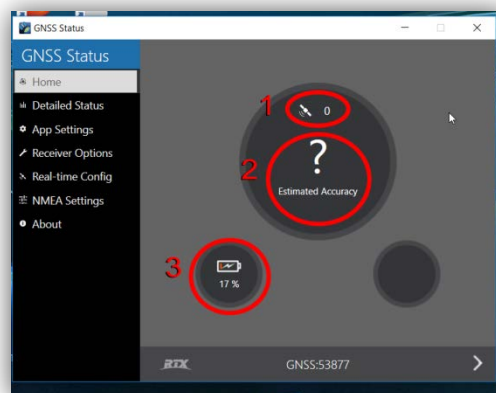 GNSS Status
GNSS Status
Home
Detailed Status
App Settings
Receiver Options
Real-time Config
NMEA Settings
About
1
0
2
?
Estimated Accuracy
3
17 %
RTX
GNSS:53877